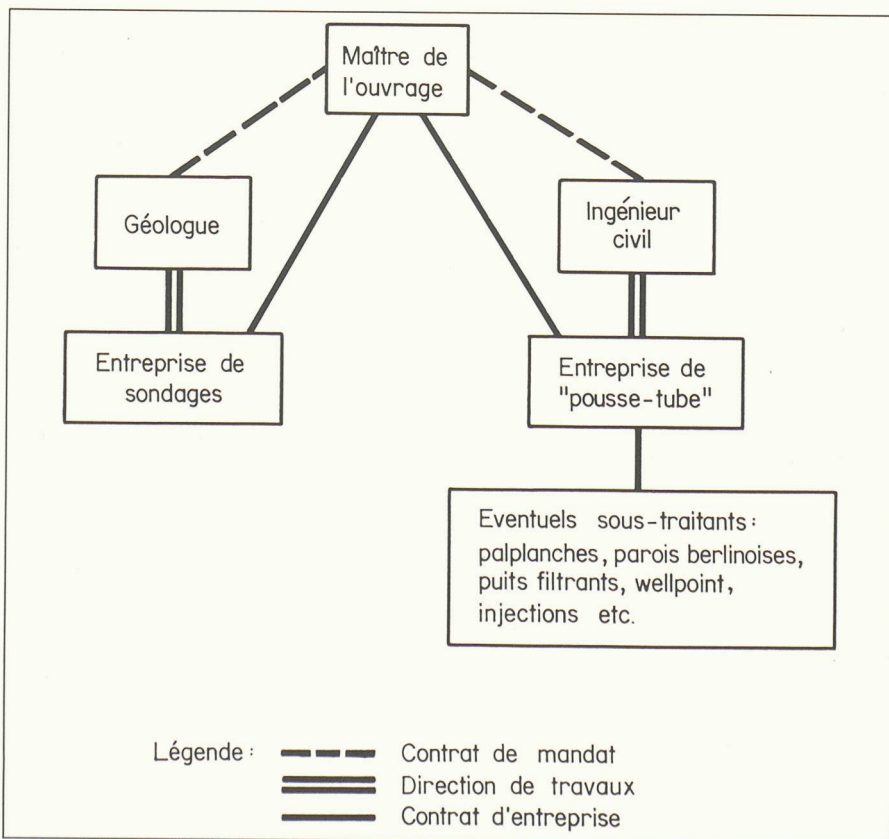 Maître de
l'ouvrage
Géologue
Ingénieur
civil
Entreprise de
sondages
Entreprise de
"pousse-tube"
Eventuels sous-traitants :
palplanches, parois berlinoises,
puits filtrants, wellpoint,
injections etc.
Légende :
Contrat de mandat
Direction de travaux
Contrat d'entreprise